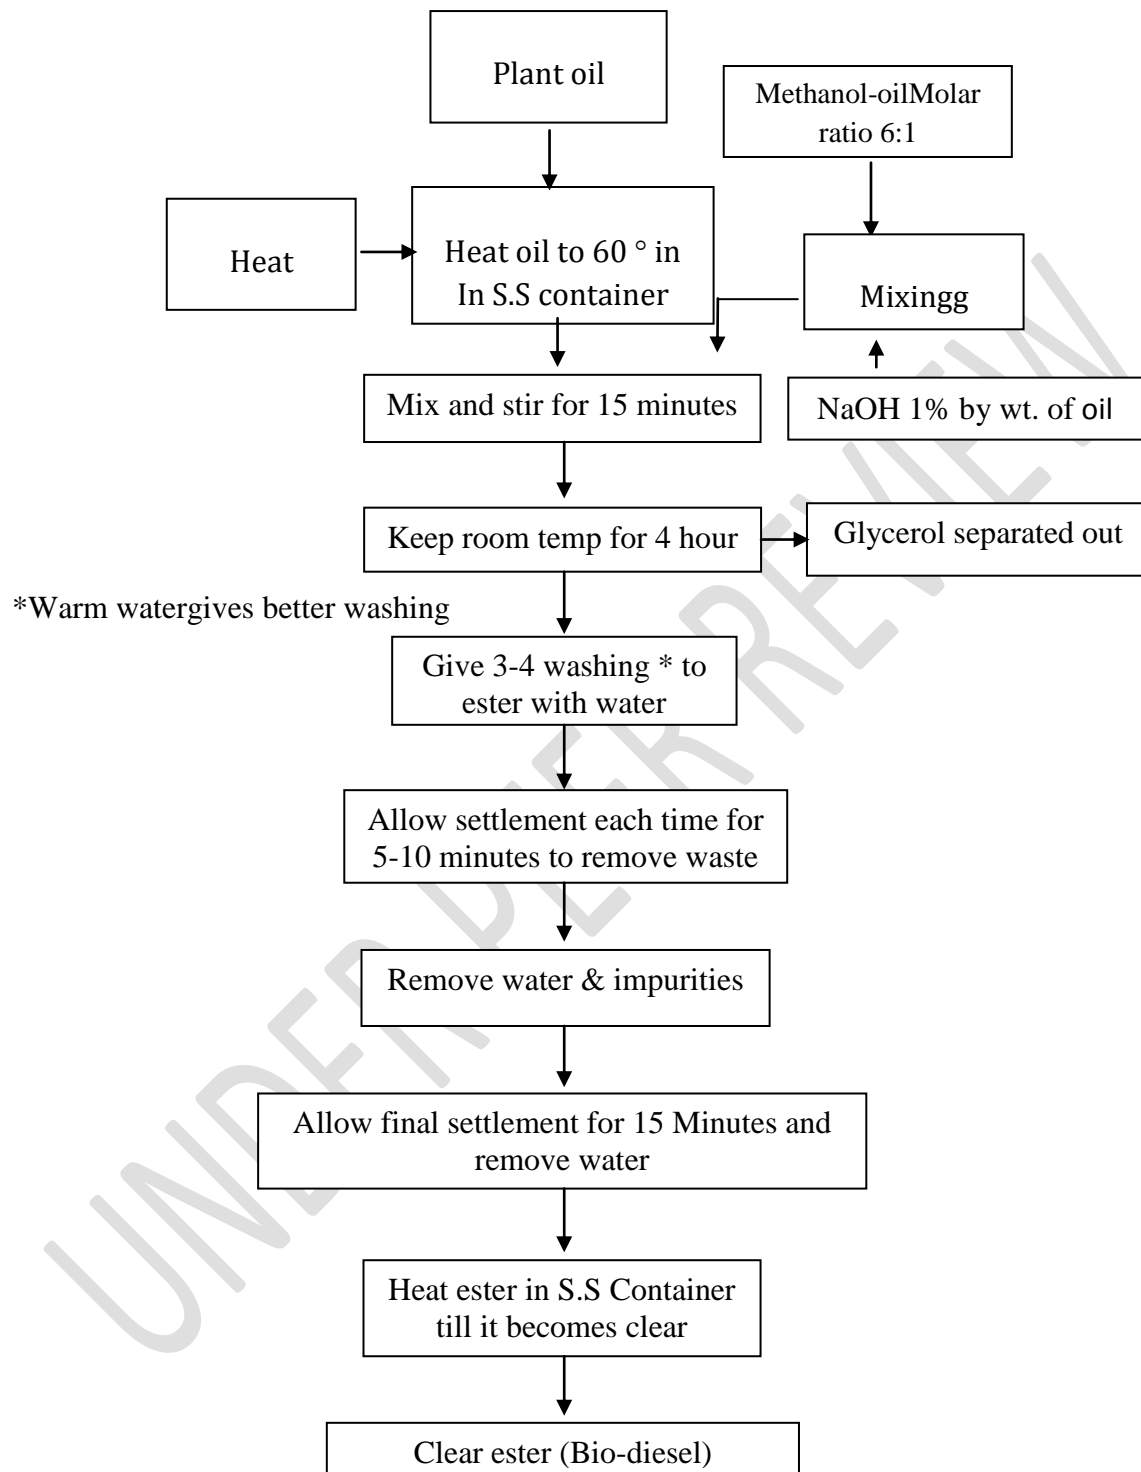 Plant oil
Methanol-oilMolar
ratio 6:1
Heat
Heat oil to 60 ° in
In S.S container
Mixingg
Mix and stir for 15 minutes
NaOH 1% by wt. of oil
Keep room temp for 4 hour
Glycerol separated out
*Warm watergives better washing
Give 3-4 washing * to
ester with water
Allow settlement each time for
5-10 minutes to remove waste
Remove water & impurities
Allow final settlement for 15 Minutes and
remove water
Heat ester in S.S Container
till it becomes clear
Clear ester (Bio-diesel)
UNDER PEER REVIEW